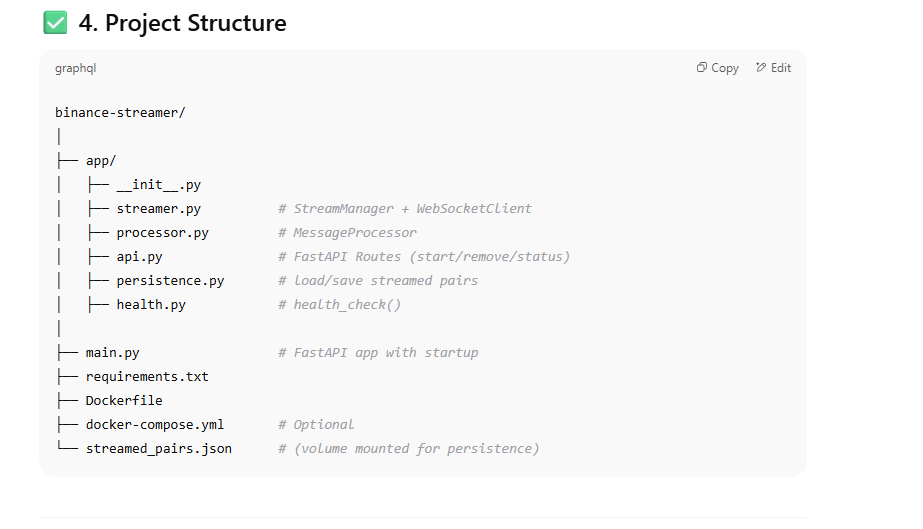 ✅ 4. Project Structure
graphql
Copy
Edit
binance-streamer/
│
├── app/
│   ├── __init__.py
│   ├── streamer.py          # StreamManager + WebSocketClient
│   ├── processor.py         # MessageProcessor
│   ├── api.py               # FastAPI Routes (start/remove/status)
│   ├── persistence.py       # load/save streamed pairs
│   ├── health.py            # health_check()
│
├── main.py                  # FastAPI app with startup
├── requirements.txt
├── Dockerfile
├── docker-compose.yml       # Optional
└── streamed_pairs.json      # (volume mounted for persistence)